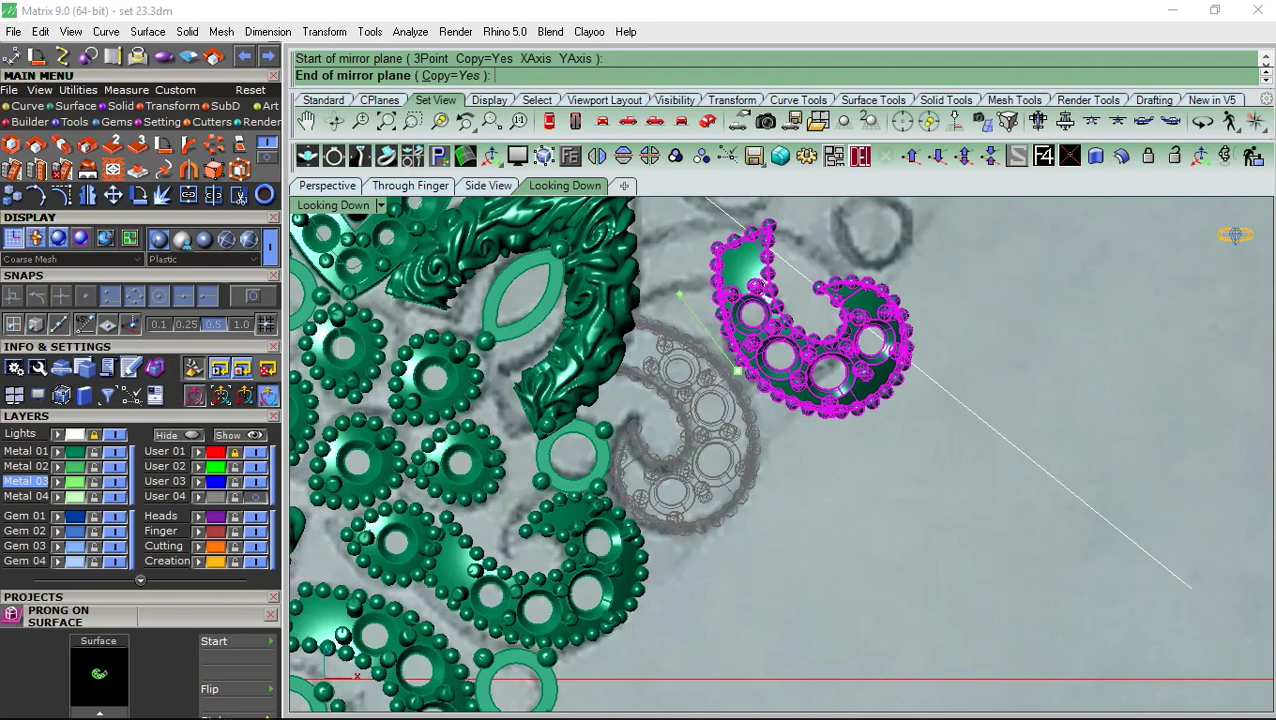 Matrix 9.0 (64-bit) - set 23.3dm
File Edit View Curve Surface Solid Mesh Dimension Transform Tools Analyze Render Rhino 5.0 Blend Clayoo Help
Start of mirror plane ( 3Point Copy=Yes XAxis YAxis ):
End of mirror plane ( Copy=Yes ):
MAIN MENU
File View Utilities Measure Custom
Curve Surface Solid Transform SubD Art
Builder Tools Gems Setting Cutters Render
Standard CPlanes Set View Display Select Viewport Layout Visibility Transform Curve Tools Surface Tools Solid Tools Mesh Tools Render Tools Drafting New in V5
Perspective Through Finger Side View Looking Down
Looking Down
DISPLAY
Coarse Mesh Plastic
SNAPS
0.1 0.25 0.5 1.0
INFO & SETTINGS
LAYERS
Lights Hide Show
Metal 01 User 01
Metal 02 User 02
Metal 03 User 03
Metal 04 User 04
Gem 01 Heads
Gem 02 Finger
Gem 03 Cutting
Gem 04 Creation
PROJECTS
PRONG ON
SURFACE
Surface Start
Flip
x